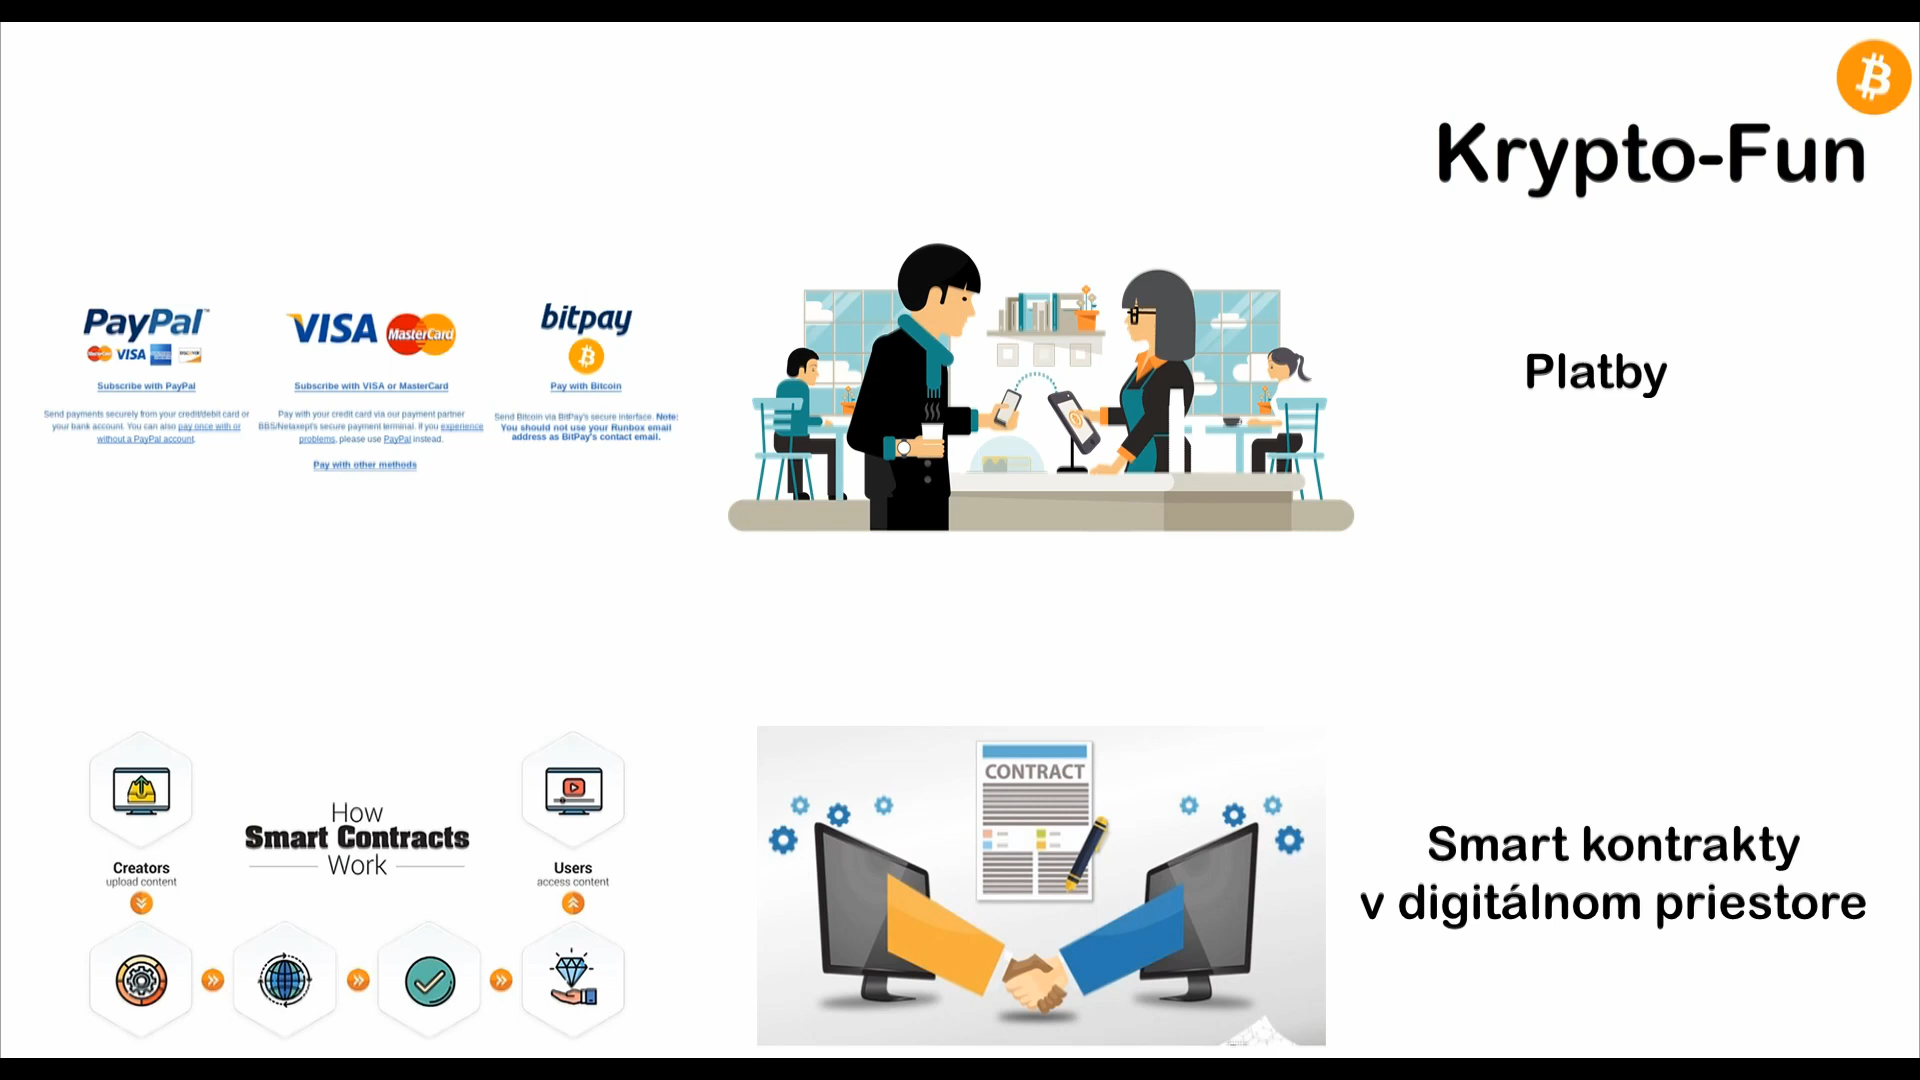 Krypto-Fun
PayPal™
MasterCard VISA DISCOVER
Subscribe with PayPal
Send payments securely from your credit/debit card or
your bank account. You can also pay once with or
without a PayPal account.
VISA MasterCard
Subscribe with VISA or MasterCard
Pay with your credit card via our payment partner
BBS/Netaxept's secure payment terminal. If you experience
problems, please use PayPal instead.
Pay with other methods
bitpay
Pay with Bitcoin
Send Bitcoin via BitPay's secure interface. Note:
You should not use your Runbox email
address as BitPay's contact email.
Platby
How
Smart Contracts
Work
Creators
upload content
Users
access content
CONTRACT
Smart kontrakty
v digitálnom priestore